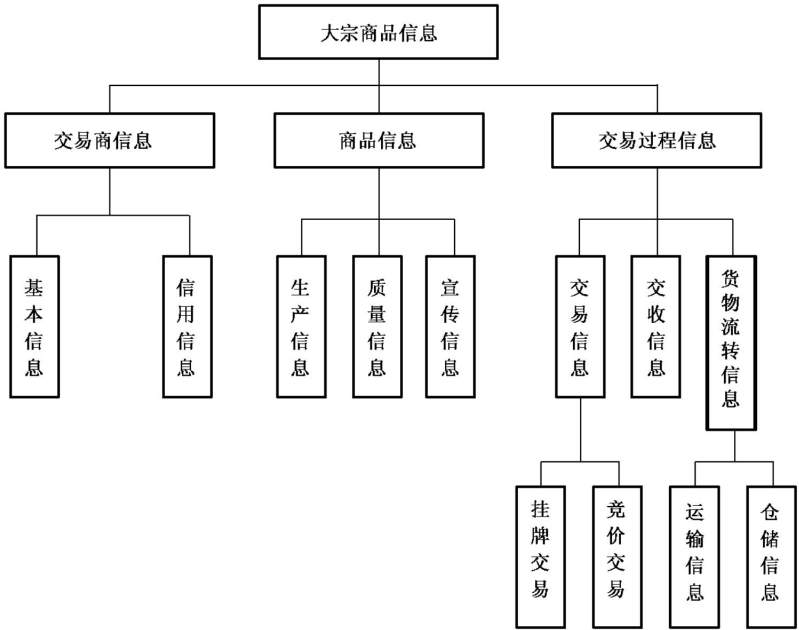 大宗商品信息
交易商信息
商品信息
交易过程信息
基本信息
信用信息
生产信息
质量信息
宣传信息
交易信息
交收信息
货物流转信息
挂牌交易
竞价交易
运输信息
仓储信息